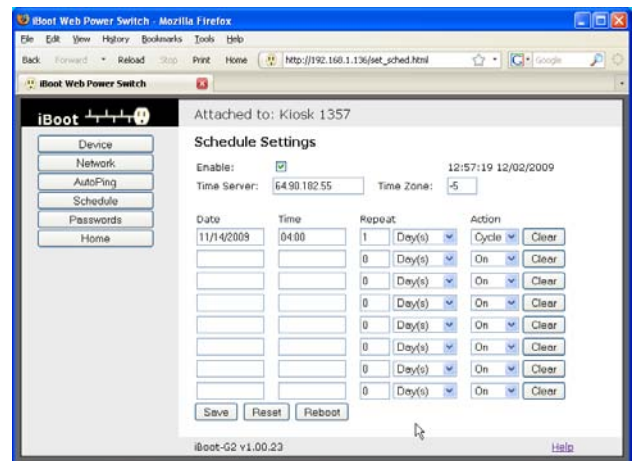 iBoot Web Power Switch - Mozilla Firefox
File Edit View History Bookmarks Tools Help
Back Forward Reload Stop Print Home http://192.168.1.136/set_sched.html Google
iBoot Web Power Switch
iBoot
Attached to: Kiosk 1357
Device
Network
AutoPing
Schedule
Passwords
Home
Schedule Settings
Enable: 12:57:19 12/02/2009
Time Server: 64.90.182.55 Time Zone: -5
Date Time Repeat Action
11/14/2009 04:00 1 Day(s) Cycle Clear
0 Day(s) On Clear
0 Day(s) On Clear
0 Day(s) On Clear
0 Day(s) On Clear
0 Day(s) On Clear
0 Day(s) On Clear
0 Day(s) On Clear
Save Reset Reboot
iBoot-G2 v1.00.23 Help